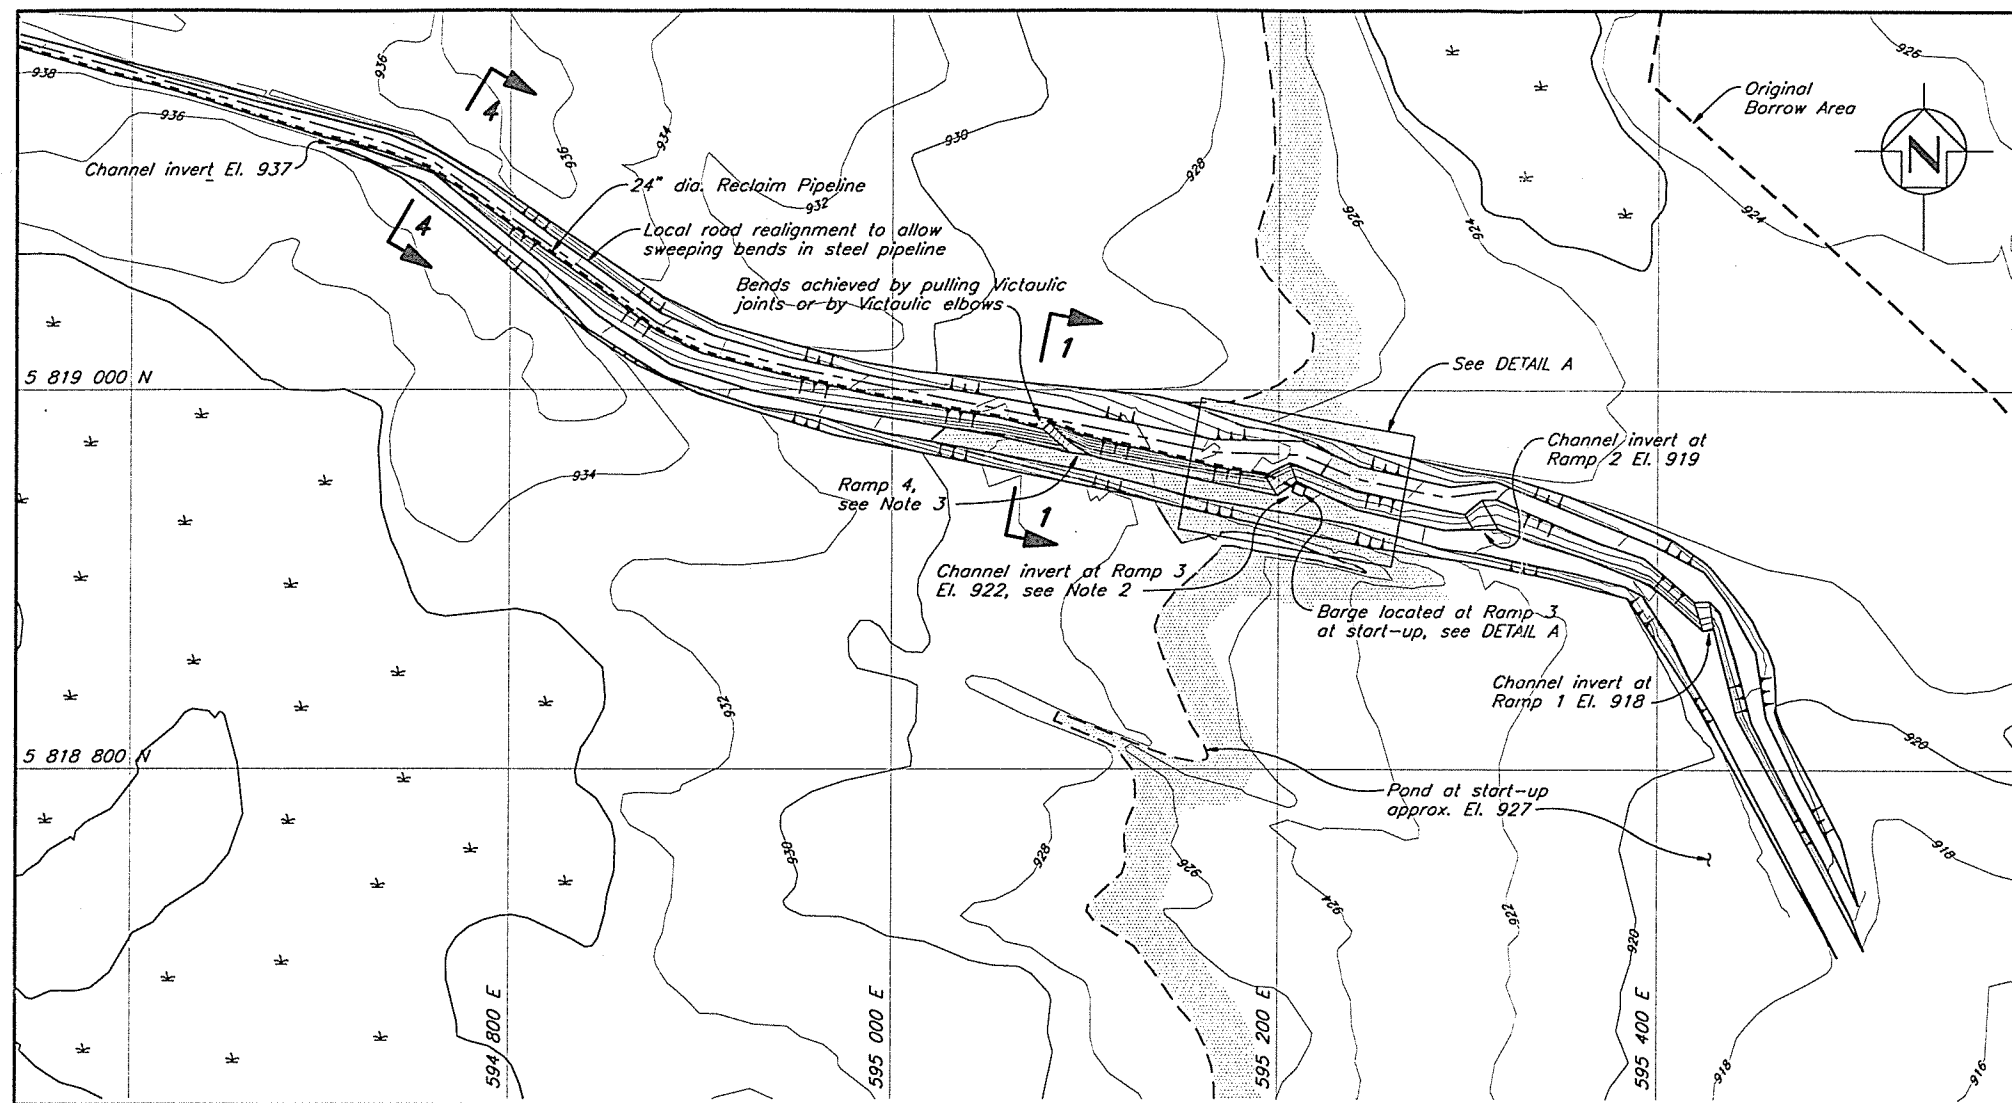 938
936
936
936
934
930
928
926
924
926
924
Original
Borrow Area
N
4
4
Channel invert El. 937
24" dia. Reclaim Pipeline
932
Local road realignment to allow
sweeping bends in steel pipeline
Bends achieved by pulling Victaulic
joints or by Victaulic elbows
1
See DETAIL A
5 819 000 N
Channel invert at
Ramp 2 El. 919
934
Ramp 4,
see Note 3
1
Channel invert at Ramp 3
El. 922, see Note 2
Barge located at Ramp 3
at start-up, see DETAIL A
Channel invert at
Ramp 1 El. 918
932
920
5 818 800 N
Pond at start-up
approx. El. 927
930
928
926
924
922
920
918
918
916
594 800 E
595 000 E
595 200 E
595 400 E